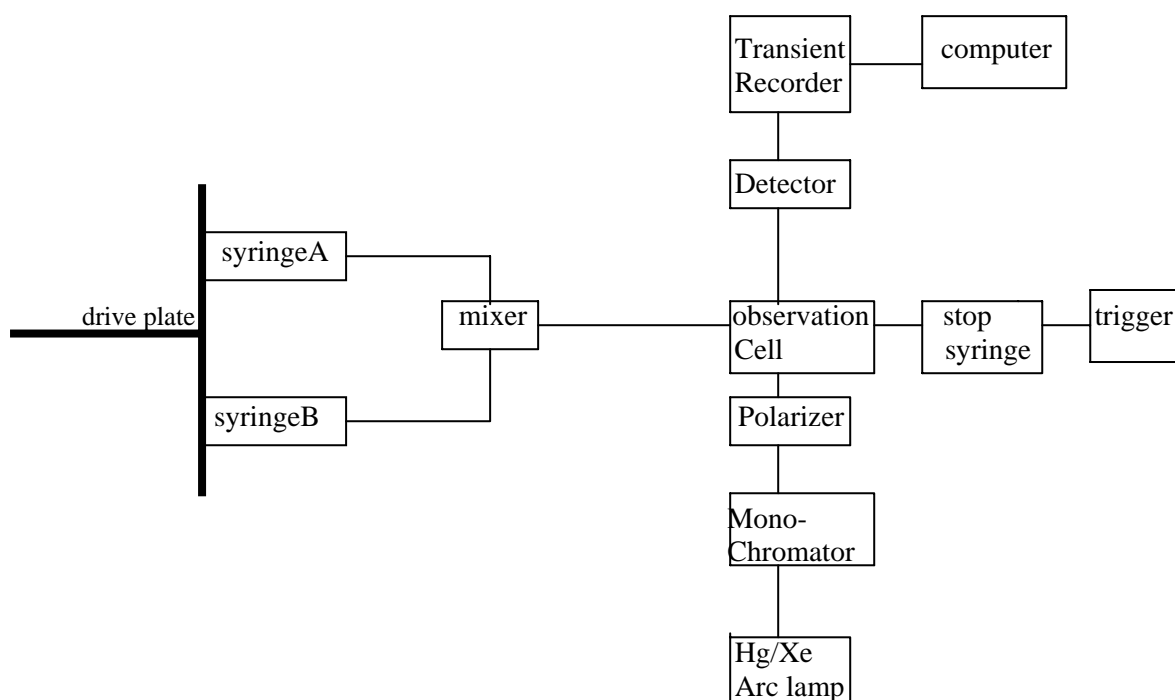 Transient
Recorder
computer
Detector
syringeA
drive plate
mixer
observation
Cell
stop
syringe
trigger
syringeB
Polarizer
Mono-
Chromator
Hg/Xe
Arc lamp